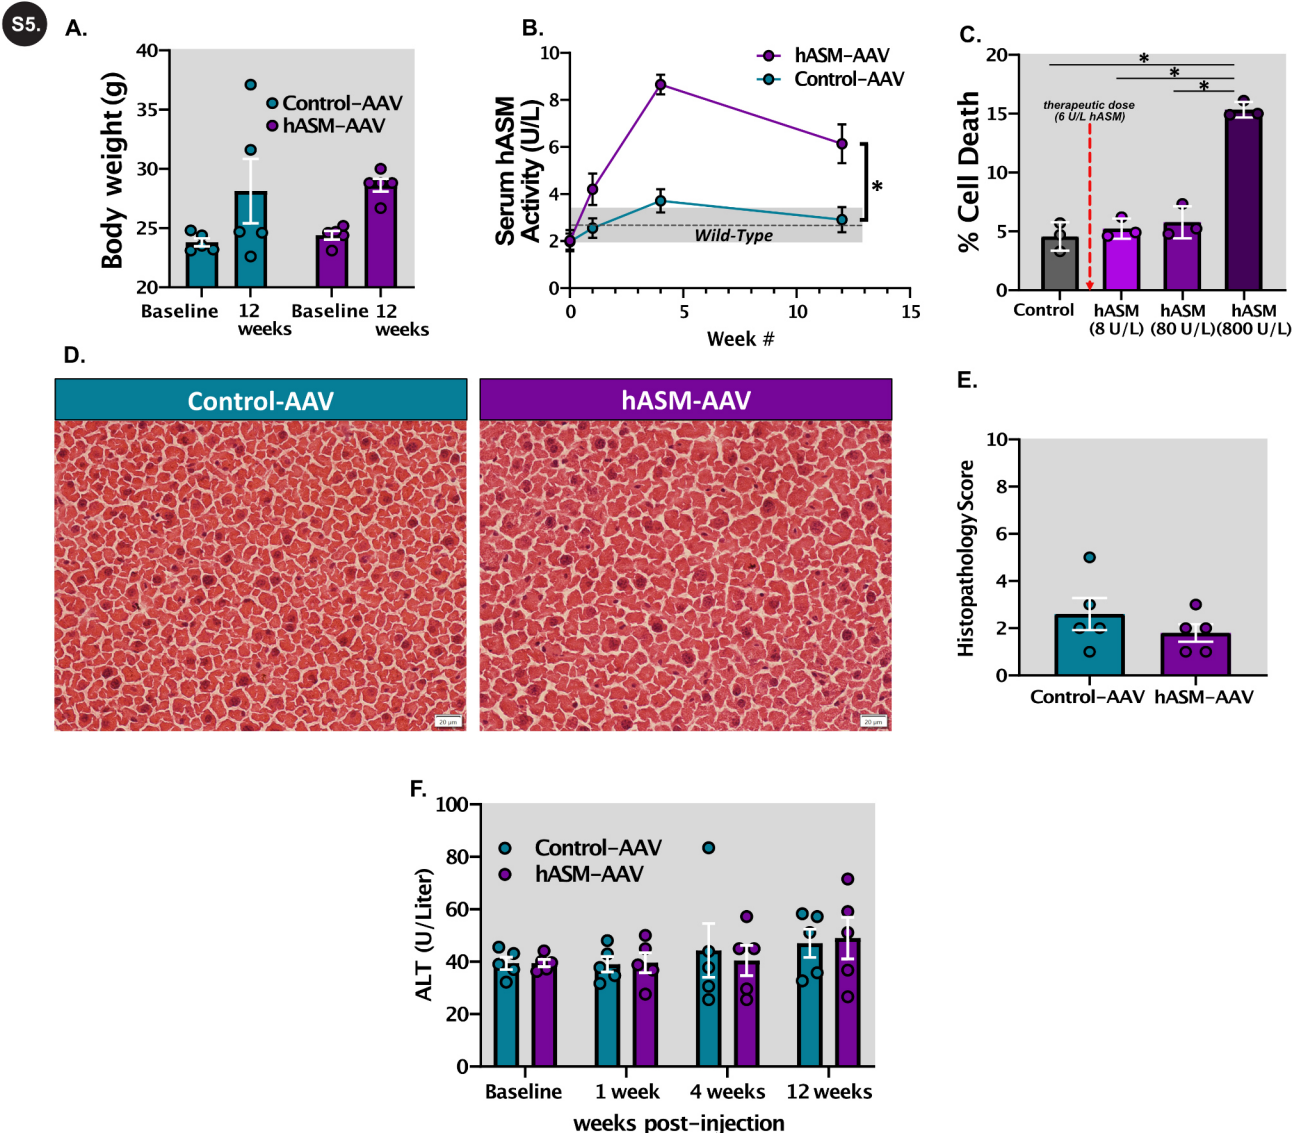 S5.
A.
Body weight (g)
40
35
30
25
20
Control-AAV
hASM-AAV
Baseline
12
weeks
Baseline
12
weeks
B.
Serum hASM
Activity (U/L)
10
8
6
4
2
0
hASM-AAV
Control-AAV
*
Wild-Type
0
5
10
15
Week #
C.
% Cell Death
20
15
10
5
0
*
*
*
therapeutic dose
(6 U/L hASM)
Control
hASM
(8 U/L)
hASM
(80 U/L)
hASM
(800 U/L)
D.
Control-AAV
hASM-AAV
20 µm
20 µm
E.
Histopathology Score
10
8
6
4
2
0
Control-AAV
hASM-AAV
F.
ALT (U/Liter)
100
80
60
40
20
0
Control-AAV
hASM-AAV
Baseline
1 week
4 weeks
12 weeks
weeks post-injection